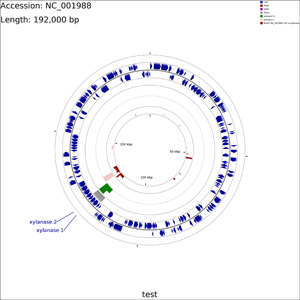 Accession: NC_001988
Length: 192,000 bp
150 kbp
50 kbp
100 kbp
xylanase 2
xylanase 1
test